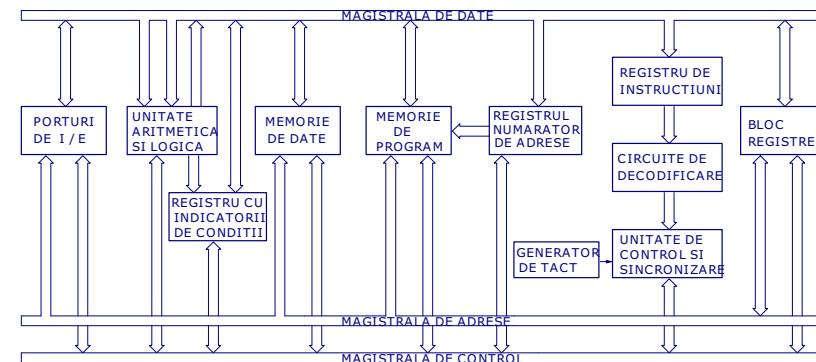 MAGISTRALA DE DATE
PORTURI
DE I / E
UNITATE
ARITMETICA
SI LOGICA
REGISTRU CU
INDICATORII
DE CONDITII
MEMORIE
DE DATE
MEMORIE
DE
PROGRAM
REGISTRUL
NUMARATOR
DE ADRESE
REGISTRU DE
INSTRUCTIUNI
CIRCUITE DE
DECODIFICARE
GENERATOR
DE TACT
UNITATE DE
CONTROL SI
SINCRONIZARE
BLOC
REGISTRE
MAGISTRALA DE ADRESE
MAGISTRALA DE CONTROL